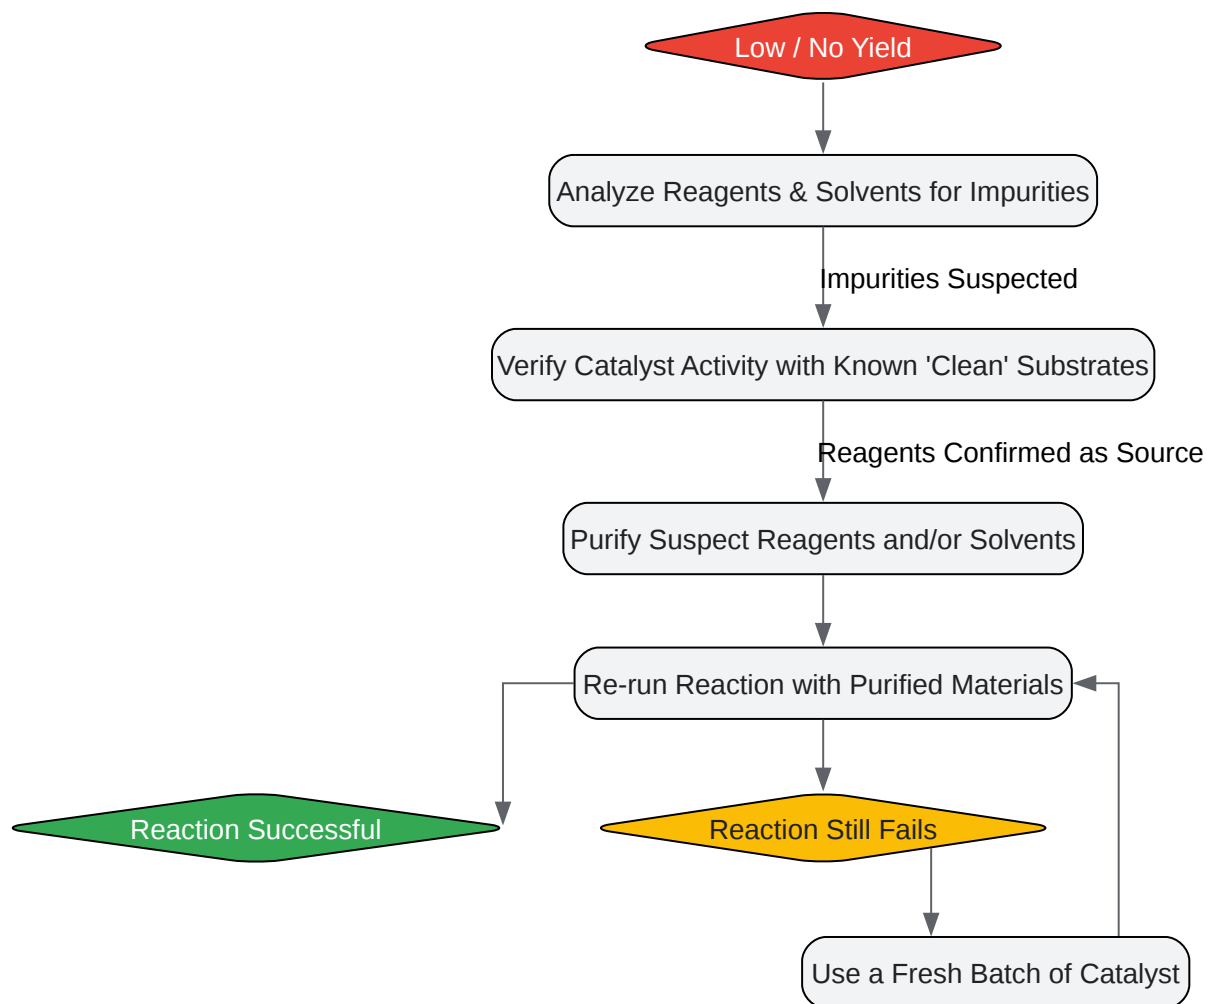 Low / No Yield
Analyze Reagents & Solvents for Impurities
Impurities Suspected
Verify Catalyst Activity with Known 'Clean' Substrates
Reagents Confirmed as Source
Purify Suspect Reagents and/or Solvents
Re-run Reaction with Purified Materials
Reaction Successful
Reaction Still Fails
Use a Fresh Batch of Catalyst